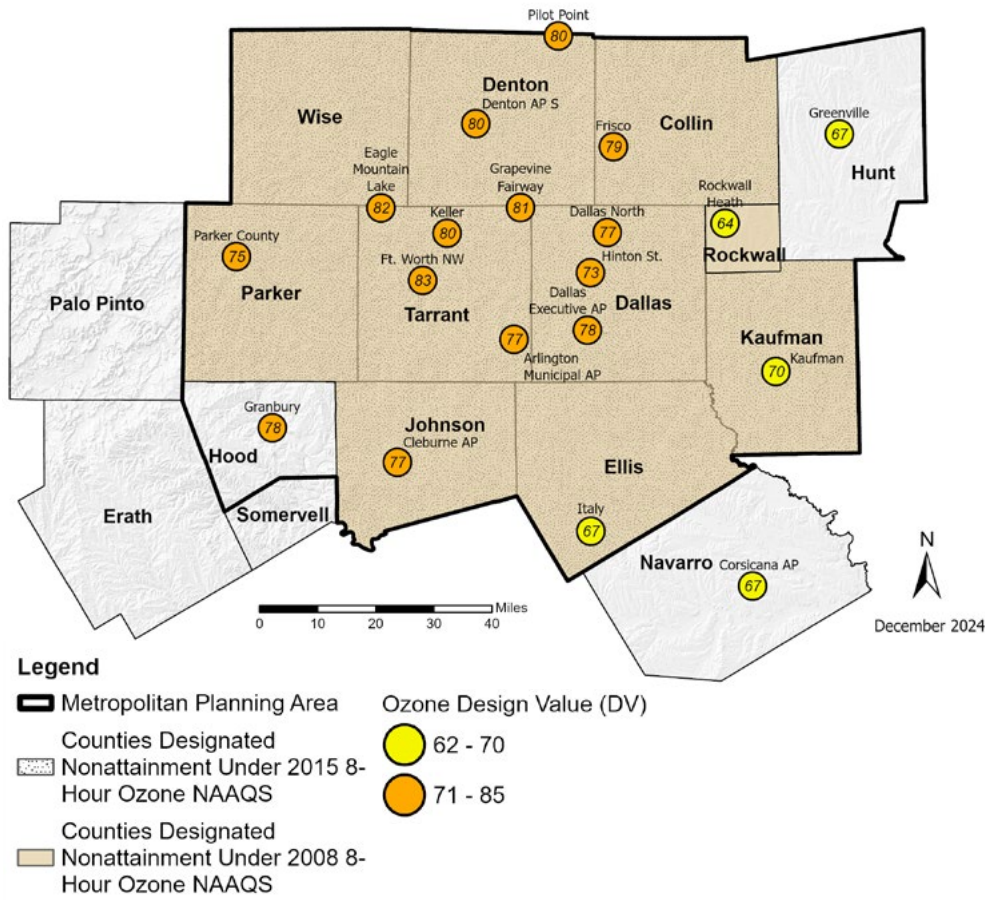 Pilot Point
80
Denton
Denton AP S
80
Wise
Frisco
79
Collin
Greenville
67
Hunt
Eagle
Mountain
Lake
82
Grapevine
Fairway
81
Rockwall
Heath
64
Rockwall
Keller
80
Dallas North
77
Parker County
75
Parker
Ft. Worth NW
83
Hinton St.
73
Palo Pinto
Tarrant
Dallas
Executive AP
78
Dallas
77
Arlington
Municipal AP
Kaufman
Kaufman
70
Granbury
78
Hood
Johnson
Cleburne AP
77
Ellis
Erath
Somervell
Italy
67
Navarro
Corsicana AP
67
N
December 2024
Miles
0 10 20 30 40
Legend
Metropolitan Planning Area
Counties Designated
Nonattainment Under 2015 8-
Hour Ozone NAAQS
Counties Designated
Nonattainment Under 2008 8-
Hour Ozone NAAQS
Ozone Design Value (DV)
62 - 70
71 - 85